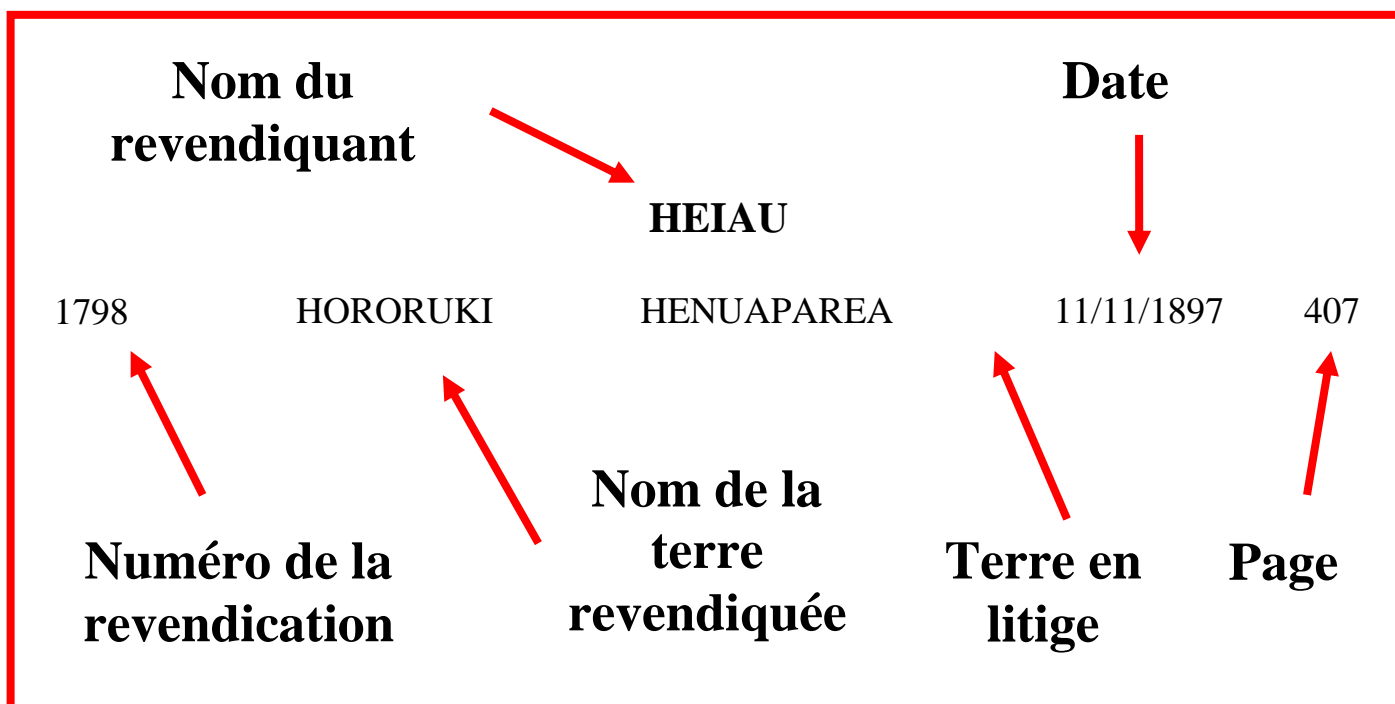 Nom du
revendiquant
Date
HEIAU
1798 HORORUKI HENUAPAREA 11/11/1897 407
Numéro de la
revendication
Nom de la
terre
revendiquée
Terre en
litige
Page